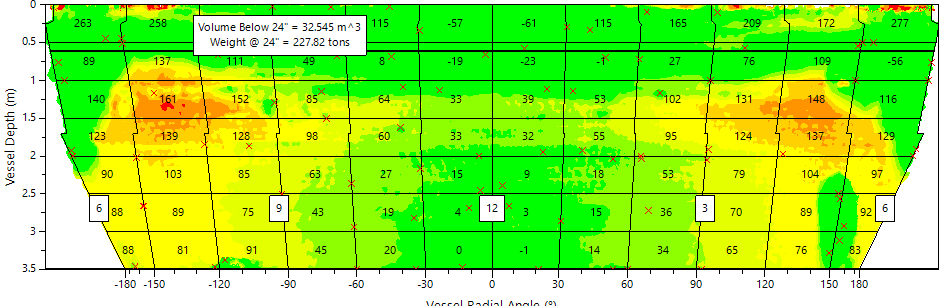 0
263 258 115 -57 -61 115 165 209 172 277
Volume Below 24" = 32.545 m^3
Weight @ 24" = 227.82 tons
0.5
89 137 111 49 8 -19 -23 -1 27 76 109 -56
1
140 161 152 85 64 33 39 53 102 131 148 116
1.5
123 139 128 98 60 33 32 55 95 124 137 129
2
90 103 85 63 27 15 9 18 53 79 104 97
2.5
6 9 12 3 6
88 89 75 43 19 4 3 15 36 70 89 92
3
88 81 91 45 20 0 -1 14 34 65 76 83
3.5
Vessel Depth (m)
-180 -150 -120 -90 -60 -30 0 30 60 90 120 150 180
Vessel Radial Angle (°)